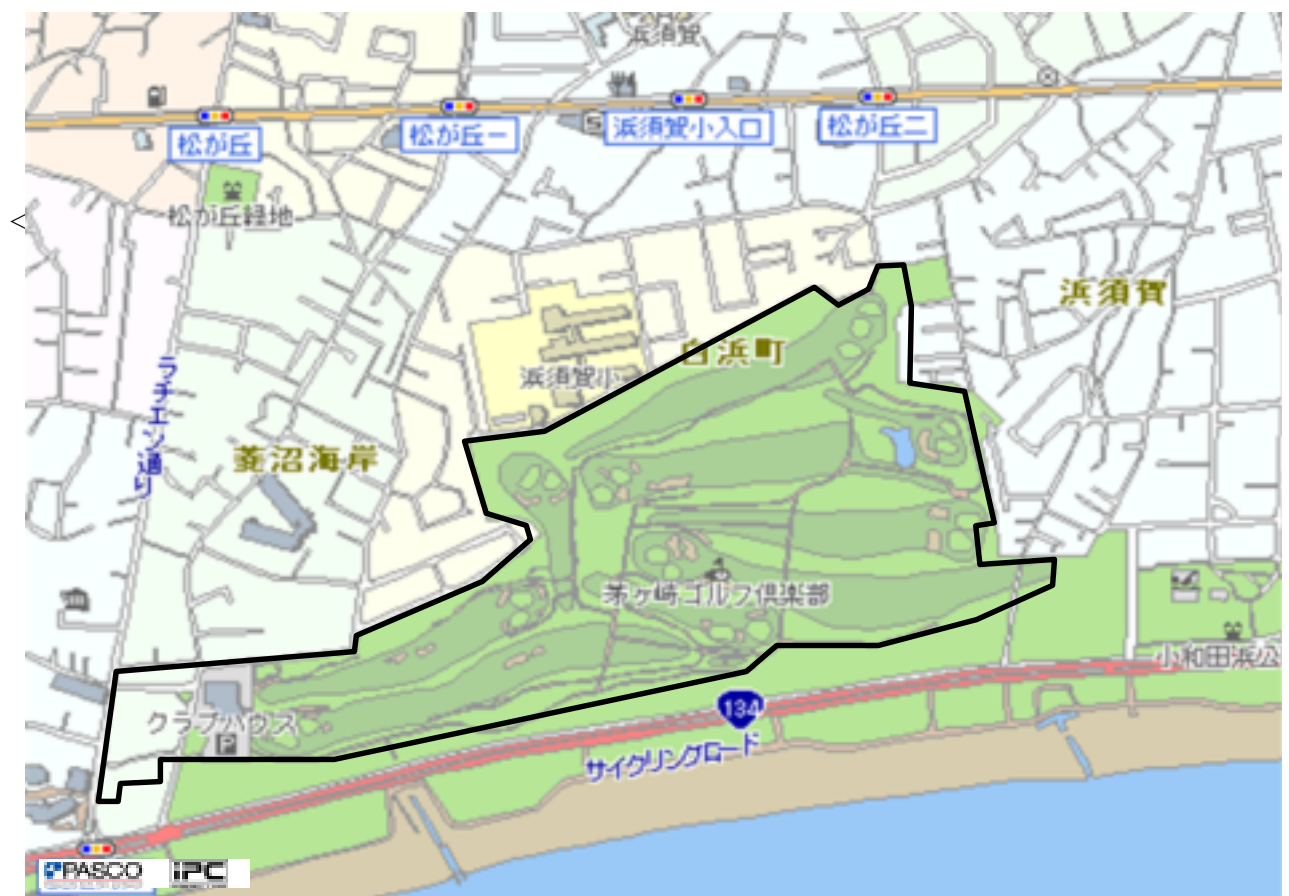 浜須賀
松が丘
松が丘一
浜須賀小入口
松が丘二
S
<
松が丘緑地
浜須賀
白浜町
浜須賀小
ラチエン通り
菱沼海岸
茅ヶ崎ゴルフ倶楽部
小和田浜公
クラブハウス
P
134
サイクリングロード
PASCO iPC